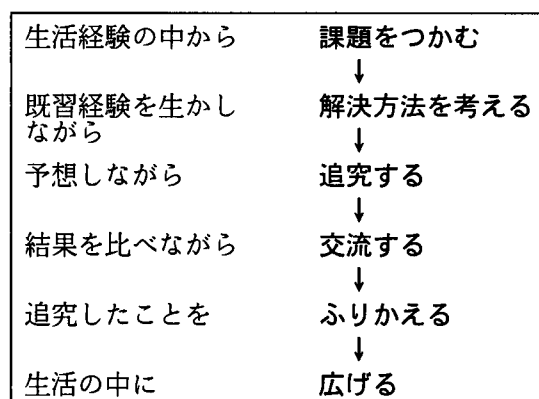 生活経験の中から 課題をつかむ
↓
既習経験を生かし 解決方法を考える
ながら
↓
予想しながら 追究する
↓
結果を比べながら 交流する
↓
追究したことを ふりかえる
↓
生活の中に 広げる